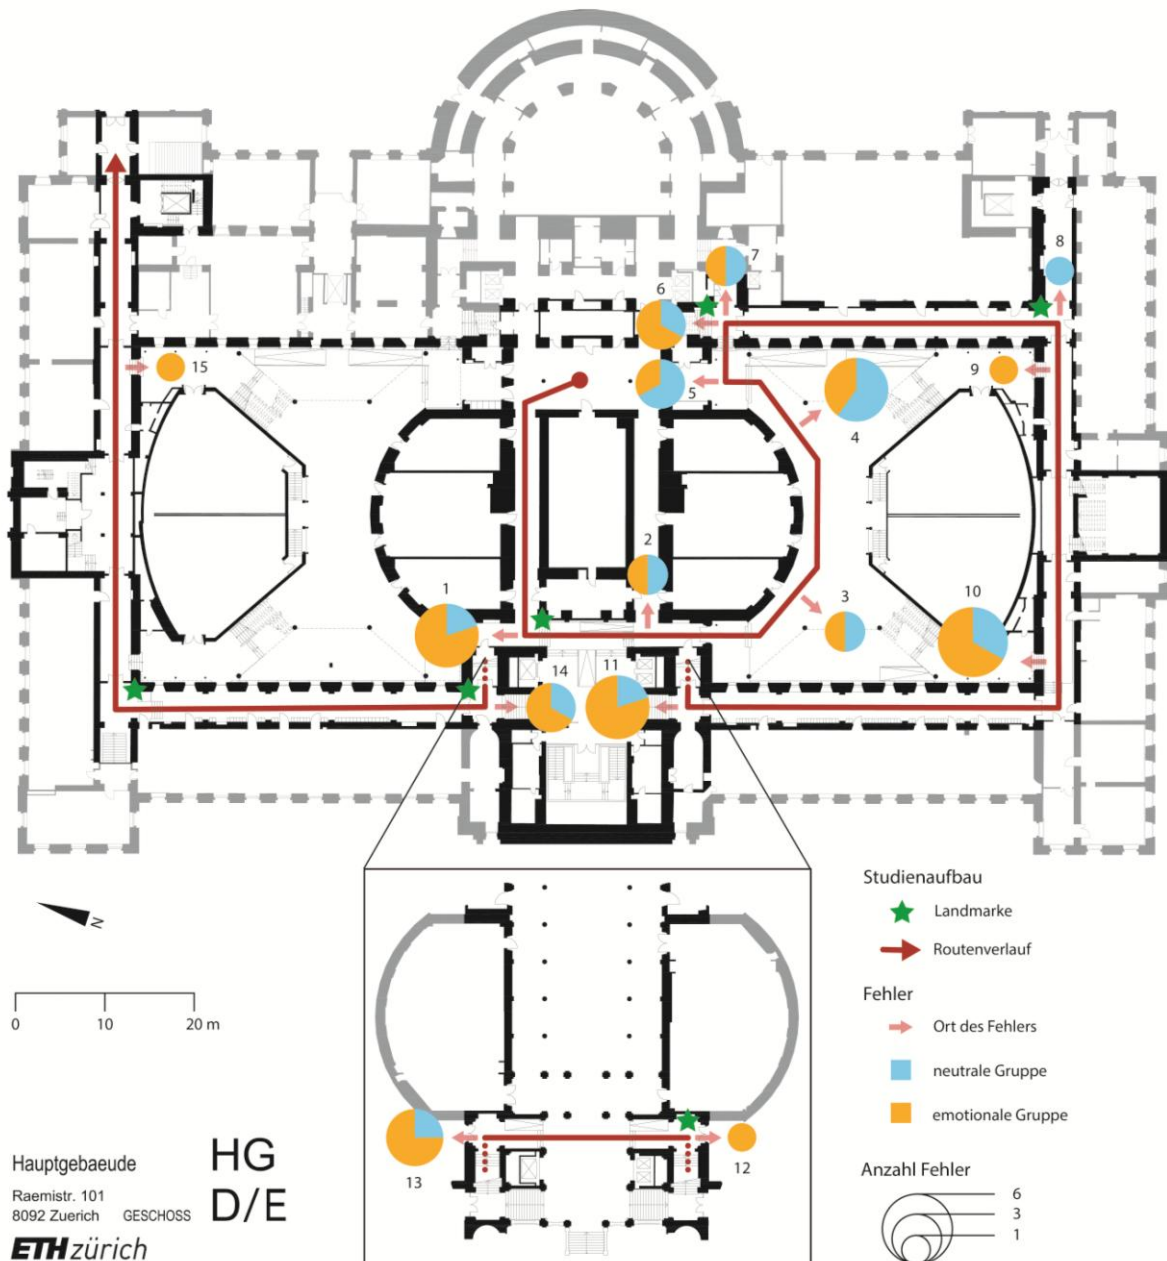 7
8
6
15
9
5
4
2
1
3
10
14
11
N
0 10 20 m
13
12
Studienaufbau
Landmarke
Routenverlauf
Fehler
Ort des Fehlers
neutrale Gruppe
emotionale Gruppe
Anzahl Fehler
6
3
1
Hauptgebaeude
Raemistr. 101
8092 Zuerich GESCHOSS
HG
D/E
ETH zürich